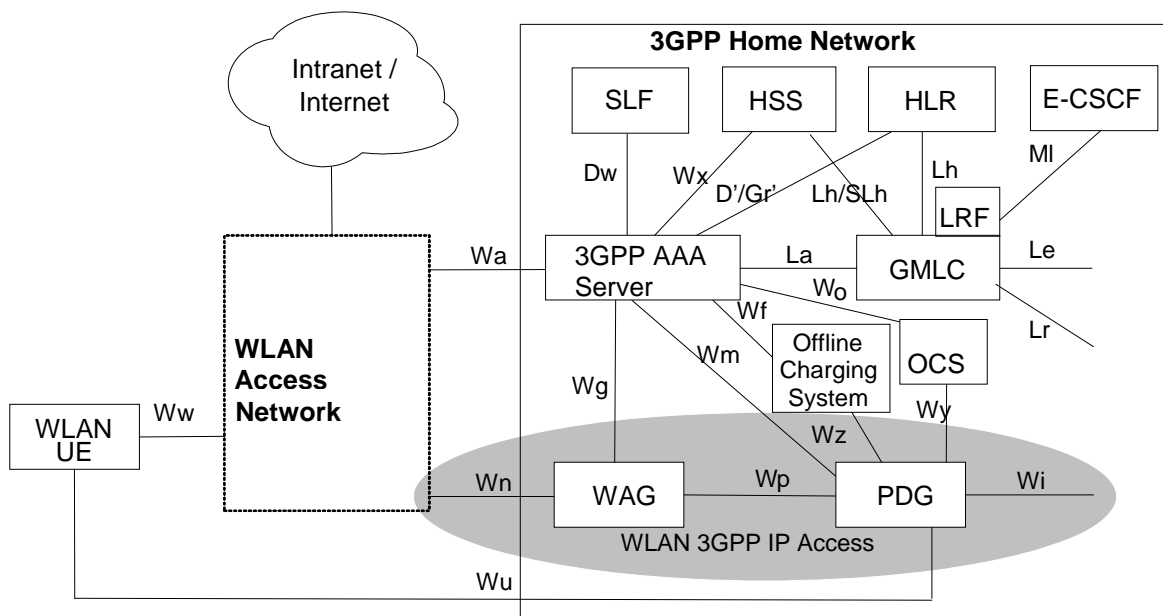 3GPP Home Network
Intranet /
Internet
SLF
HSS
HLR
E-CSCF
Dw
Wx
D’/Gr’
Lh/SLh
Lh
Ml
LRF
Wa
3GPP AAA
Server
La
GMLC
Le
Wo
Wf
Lr
WLAN
Access
Network
Wm
Offline
Charging
System
OCS
Wg
Wy
Ww
WLAN
UE
Wz
Wn
WAG
Wp
PDG
Wi
WLAN 3GPP IP Access
Wu